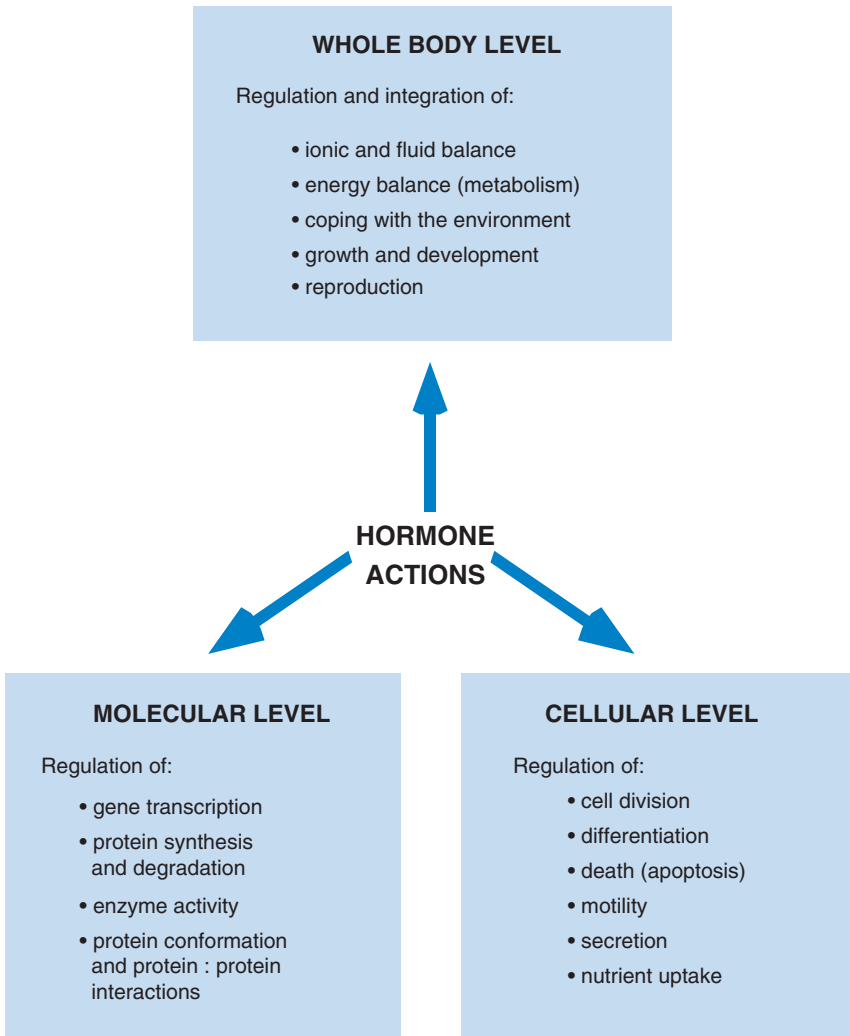 WHOLE BODY LEVEL
Regulation and integration of:
• ionic and fluid balance
• energy balance (metabolism)
• coping with the environment
• growth and development
• reproduction
HORMONE
ACTIONS
MOLECULAR LEVEL
Regulation of:
• gene transcription
• protein synthesis
and degradation
• enzyme activity
• protein conformation
and protein : protein
interactions
CELLULAR LEVEL
Regulation of:
• cell division
• differentiation
• death (apoptosis)
• motility
• secretion
• nutrient uptake